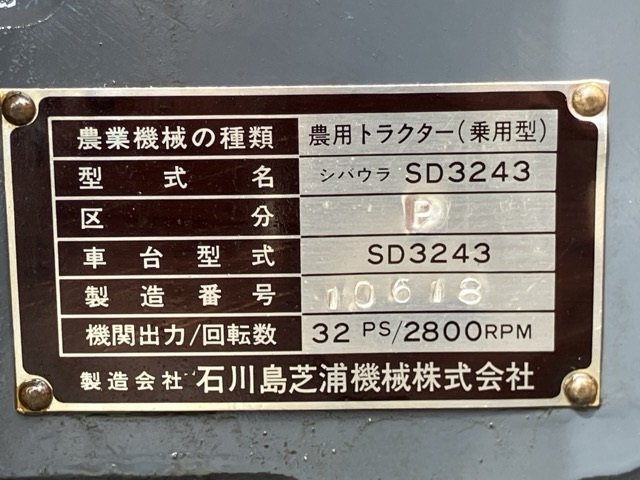 農業機械の種類 農用トラクター(乗用型)
型式名 シバウラ SD3243
区分 P
車台型式 SD3243
製造番号 10618
機関出力/回転数 32 PS/2800RPM
製造会社 石川島芝浦機械株式会社